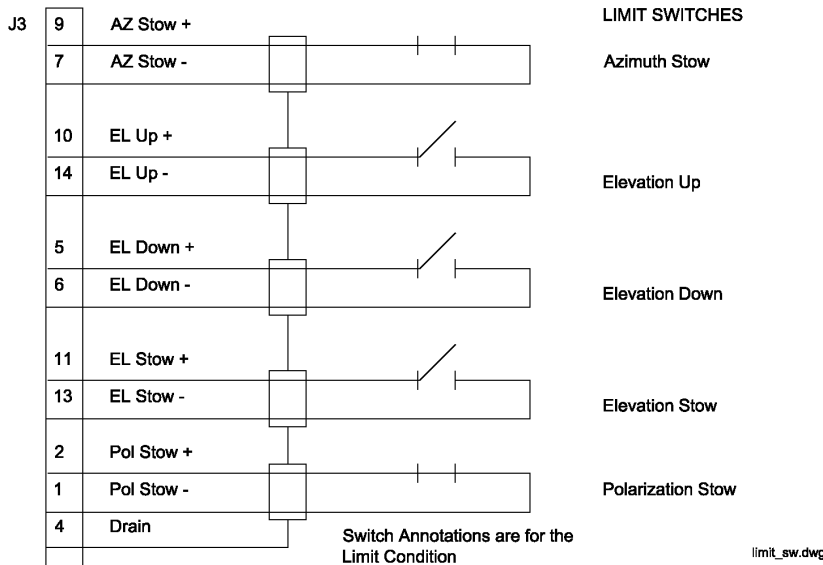 J3
LIMIT SWITCHES
9 AZ Stow +
7 AZ Stow -
Azimuth Stow
10 EL Up +
14 EL Up -
Elevation Up
5 EL Down +
6 EL Down -
Elevation Down
11 EL Stow +
13 EL Stow -
Elevation Stow
2 Pol Stow +
1 Pol Stow -
Polarization Stow
4 Drain
Switch Annotations are for the
Limit Condition
limit_sw.dwg